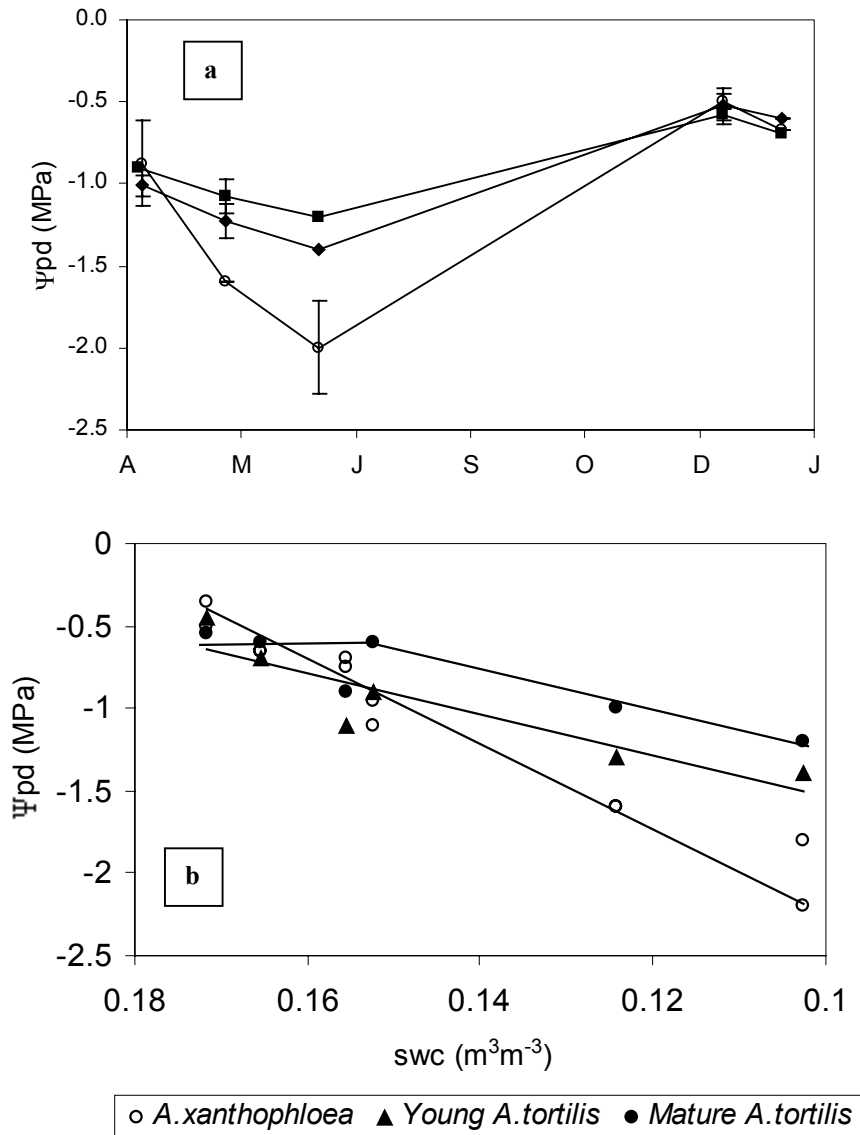 0.0
a
-0.5
-1.0
-1.5
-2.0
-2.5
Ψpd (MPa)
A M J S O D J
0
-0.5
-1
-1.5
-2
-2.5
Ψpd (MPa)
b
0.18 0.16 0.14 0.12 0.1
swc (m³m⁻³)
A.xanthophloea Young A.tortilis Mature A.tortilis